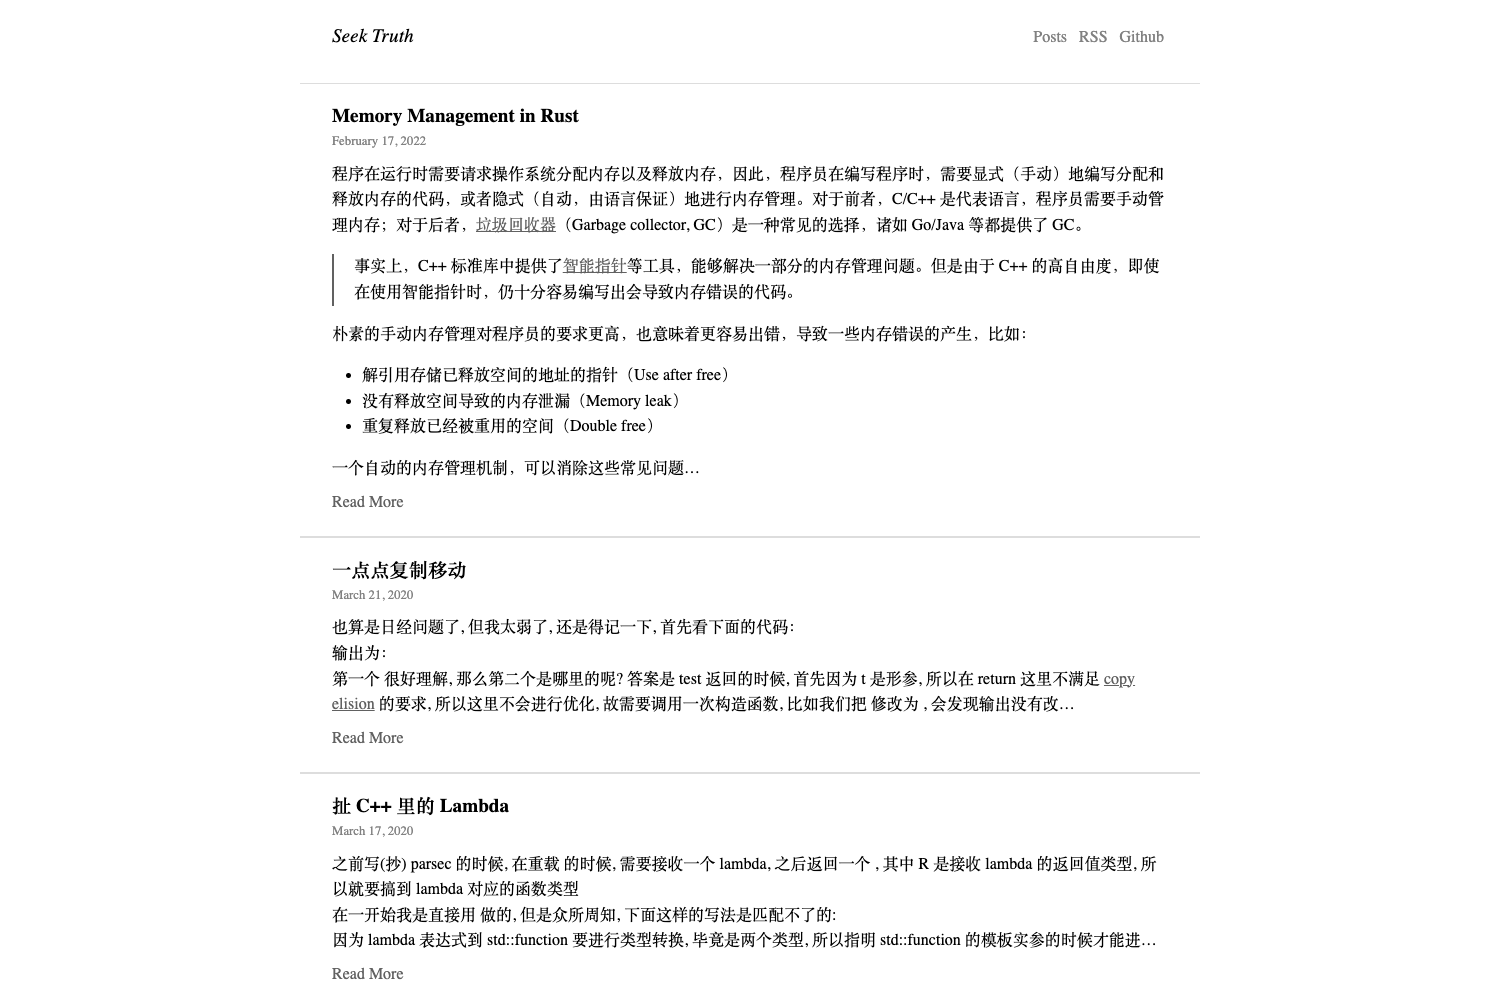 Seek Truth
Posts RSS Github
Memory Management in Rust
February 17, 2022
程序在运行时需要请求操作系统分配内存以及释放内存，因此，程序员在编写程序时，需要显式（手动）地编写分配和
释放内存的代码，或者隐式（自动，由语言保证）地进行内存管理。对于前者，C/C++ 是代表语言，程序员需要手动管
理内存；对于后者，垃圾回收器（Garbage collector, GC）是一种常见的选择，诸如 Go/Java 等都提供了 GC。
事实上，C++ 标准库中提供了智能指针等工具，能够解决一部分的内存管理问题。但是由于 C++ 的高自由度，即使
在使用智能指针时，仍十分容易编写出会导致内存错误的代码。
朴素的手动内存管理对程序员的要求更高，也意味着更容易出错，导致一些内存错误的产生，比如：
• 解引用存储已释放空间的地址的指针（Use after free）
• 没有释放空间导致的内存泄漏（Memory leak）
• 重复释放已经被重用的空间（Double free）
一个自动的内存管理机制，可以消除这些常见问题…
Read More
一点点复制移动
March 21, 2020
也算是日经问题了, 但我太弱了, 还是得记一下, 首先看下面的代码：
输出为：
第一个 很好理解, 那么第二个是哪里的呢? 答案是 test 返回的时候, 首先因为 t 是形参, 所以在 return 这里不满足 copy
elision 的要求, 所以这里不会进行优化, 故需要调用一次构造函数, 比如我们把 修改为 , 会发现输出没有改…
Read More
扯 C++ 里的 Lambda
March 17, 2020
之前写(抄) parsec 的时候, 在重载 的时候, 需要接收一个 lambda, 之后返回一个 , 其中 R 是接收 lambda 的返回值类型, 所
以就要搞到 lambda 对应的函数类型
在一开始我是直接用 做的, 但是众所周知, 下面这样的写法是匹配不了的:
因为 lambda 表达式到 std::function 要进行类型转换, 毕竟是两个类型, 所以指明 std::function 的模板实参的时候才能进…
Read More